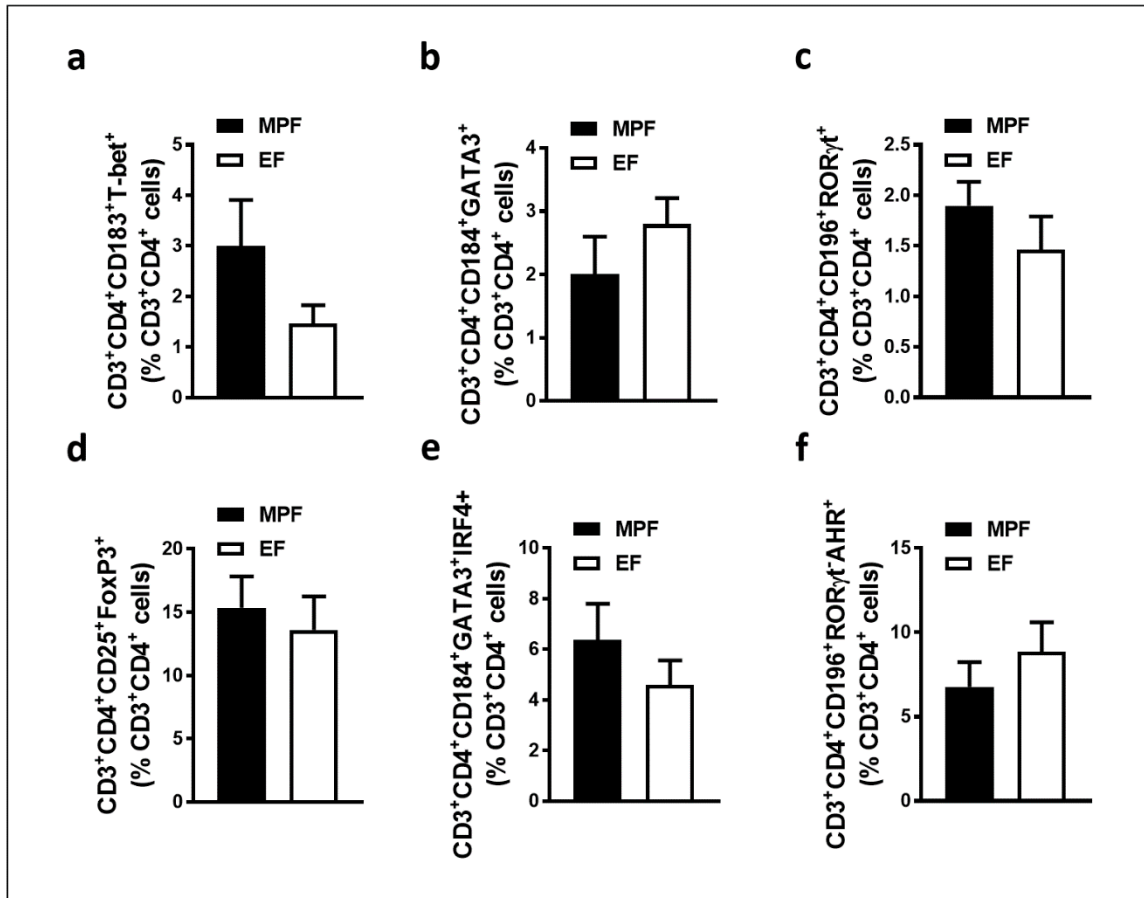 a
CD3⁺CD4⁺CD183⁺T-bet⁺
(% CD3⁺CD4⁺ cells)
MPF
EF
5
4
3
2
1
0
b
CD3⁺CD4⁺CD184⁺GATA3⁺
(% CD3⁺CD4⁺ cells)
MPF
EF
4
3
2
1
0
c
CD3⁺CD4⁺CD196⁺RORγt⁺
(% CD3⁺CD4⁺ cells)
MPF
EF
2.5
2.0
1.5
1.0
0.5
0.0
d
CD3⁺CD4⁺CD25⁺FoxP3⁺
(% CD3⁺CD4⁺ cells)
MPF
EF
20
15
10
5
0
e
CD3⁺CD4⁺CD184⁺GATA3⁺IRF4+
(% CD3⁺CD4⁺ cells)
MPF
EF
10
8
6
4
2
0
f
CD3⁺CD4⁺CD196⁺RORγt⁻AHR⁺
(% CD3⁺CD4⁺ cells)
MPF
EF
15
10
5
0